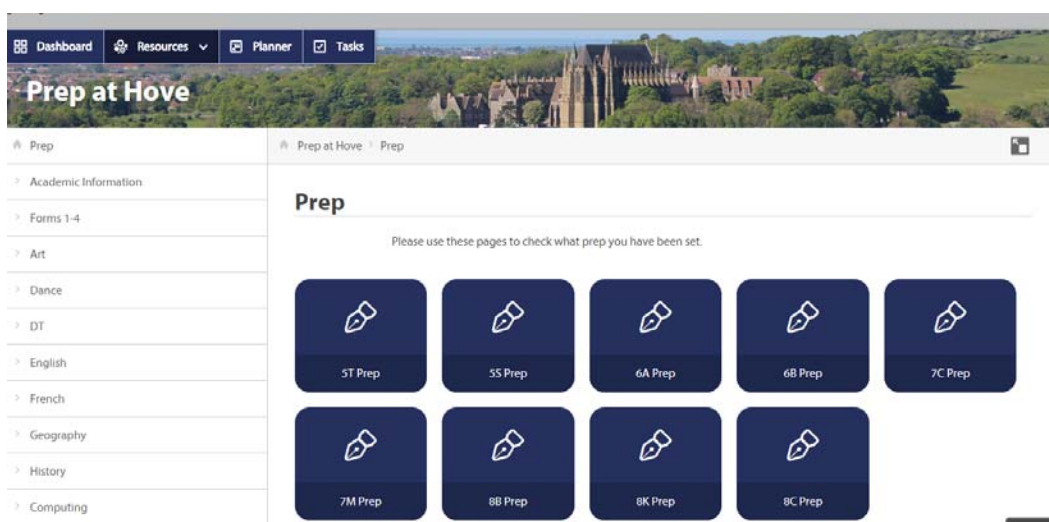 Dashboard Resources Planner Tasks
Prep at Hove
Prep
Academic Information
Forms 1-4
Art
Dance
DT
English
French
Geography
History
Computing
Prep at Hove Prep
Prep
Please use these pages to check what prep you have been set.
5T Prep 5S Prep 6A Prep 6B Prep 7C Prep
7M Prep 8B Prep 8K Prep 8C Prep